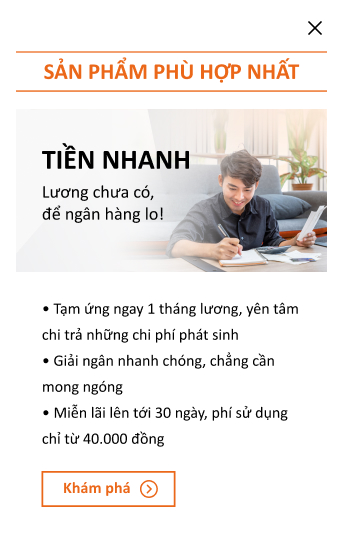 SẢN PHẨM PHÙ HỢP NHẤT
TIỀN NHANH
Lương chưa có,
để ngân hàng lo!
• Tạm ứng ngay 1 tháng lương, yên tâm
chi trả những chi phí phát sinh
• Giải ngân nhanh chóng, chẳng cần
mong ngóng
• Miễn lãi lên tới 30 ngày, phí sử dụng
chỉ từ 40.000 đồng
Khám phá